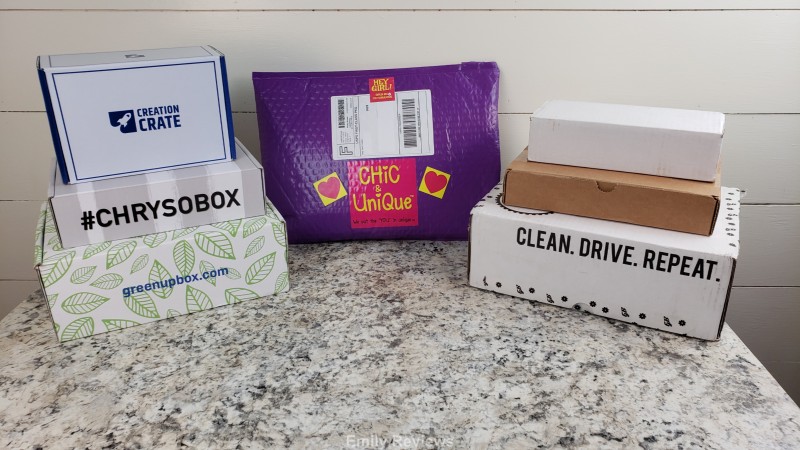 CREATION
CRATE
#CHRYSOBOX
greenupbox.com
HEY
GIRL!
F
CHiC
&
UNiQUe
CLEAN. DRIVE. REPEAT.
Emily Reviews